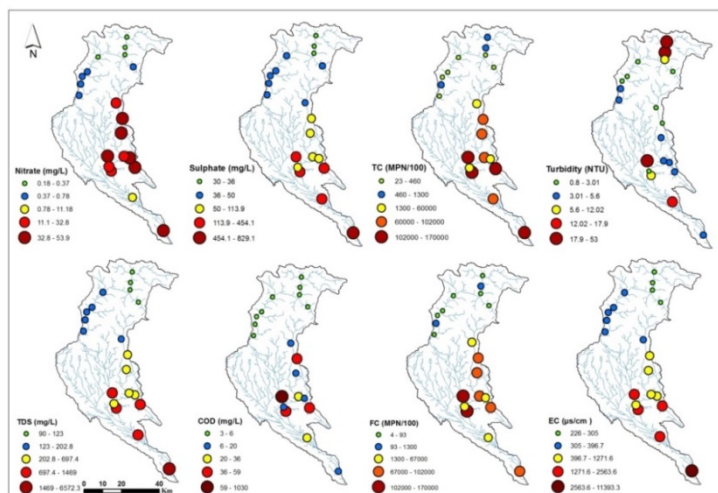 N
Nitrate (mg/L)
0.18 - 0.37
0.37 - 0.78
0.78 - 11.18
11.1 - 32.8
32.8 - 53.9
Sulphate (mg/L)
30 - 36
36 - 50
50 - 113.9
113.9 - 454.1
454.1 - 829.1
TC (MPN/100)
23 - 460
460 - 1300
1300 - 60000
60000 - 102000
102000 - 170000
Turbidity (NTU)
0.8 - 3.01
3.01 - 5.6
5.6 - 12.02
12.02 - 17.9
17.9 - 53
TDS (mg/L)
90 - 123
123 - 202.8
202.8 - 697.4
697.4 - 1469
1469 - 6572.3
0 20 40
Km
COD (mg/L)
3 - 6
6 - 20
20 - 36
36 - 59
59 - 1030
FC (MPN/100)
4 - 93
93 - 1300
1300 - 67000
67000 - 102000
102000 - 170000
EC (µs/cm )
226 - 305
305 - 396.7
396.7 - 1271.6
1271.6 - 2563.6
2563.6 - 11393.3